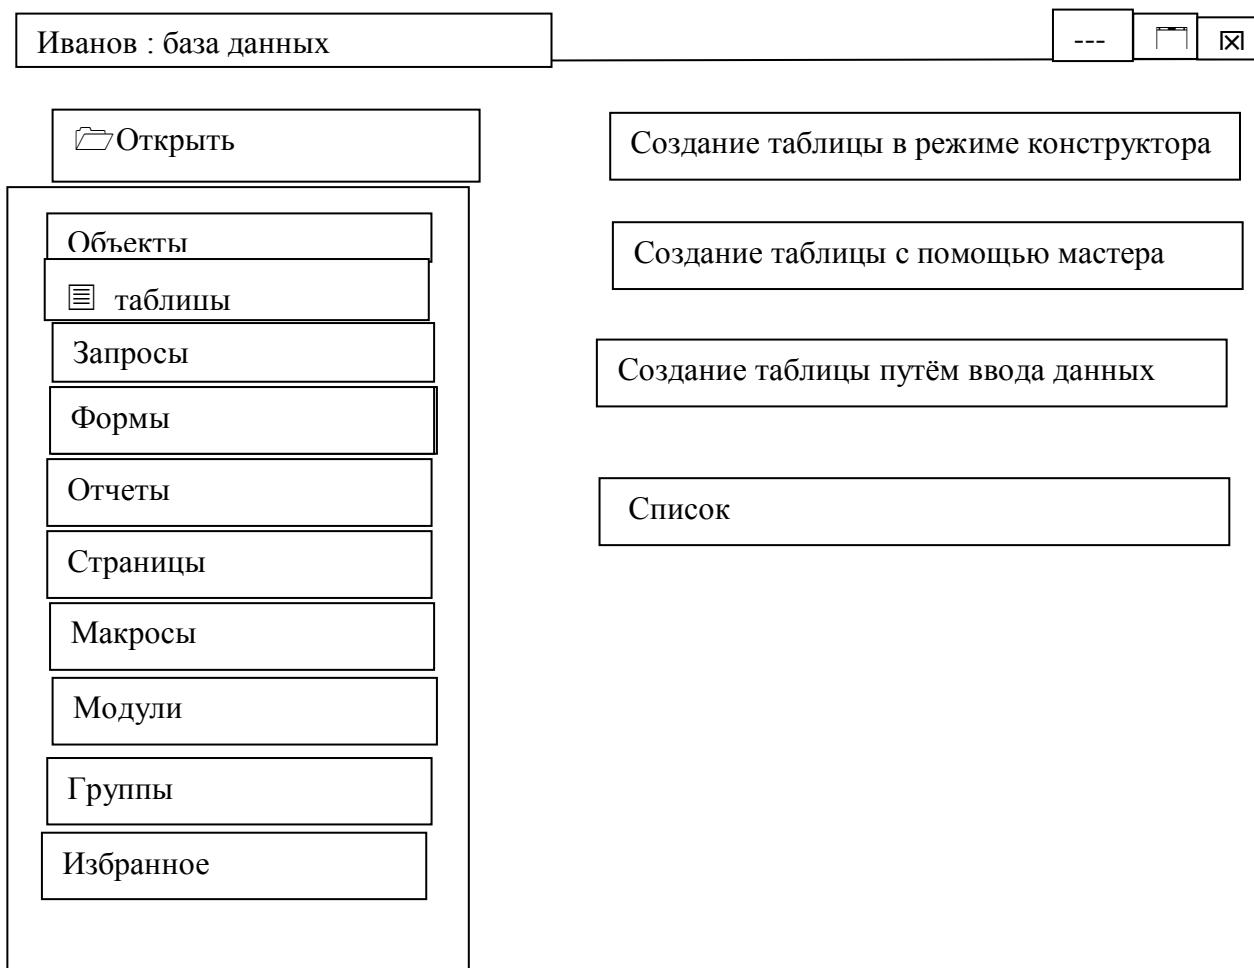 Иванов : база данных
---
Открыть
Объекты
таблицы
Запросы
Формы
Отчеты
Страницы
Макросы
Модули
Группы
Избранное
Создание таблицы в режиме конструктора
Создание таблицы с помощью мастера
Создание таблицы путём ввода данных
Список